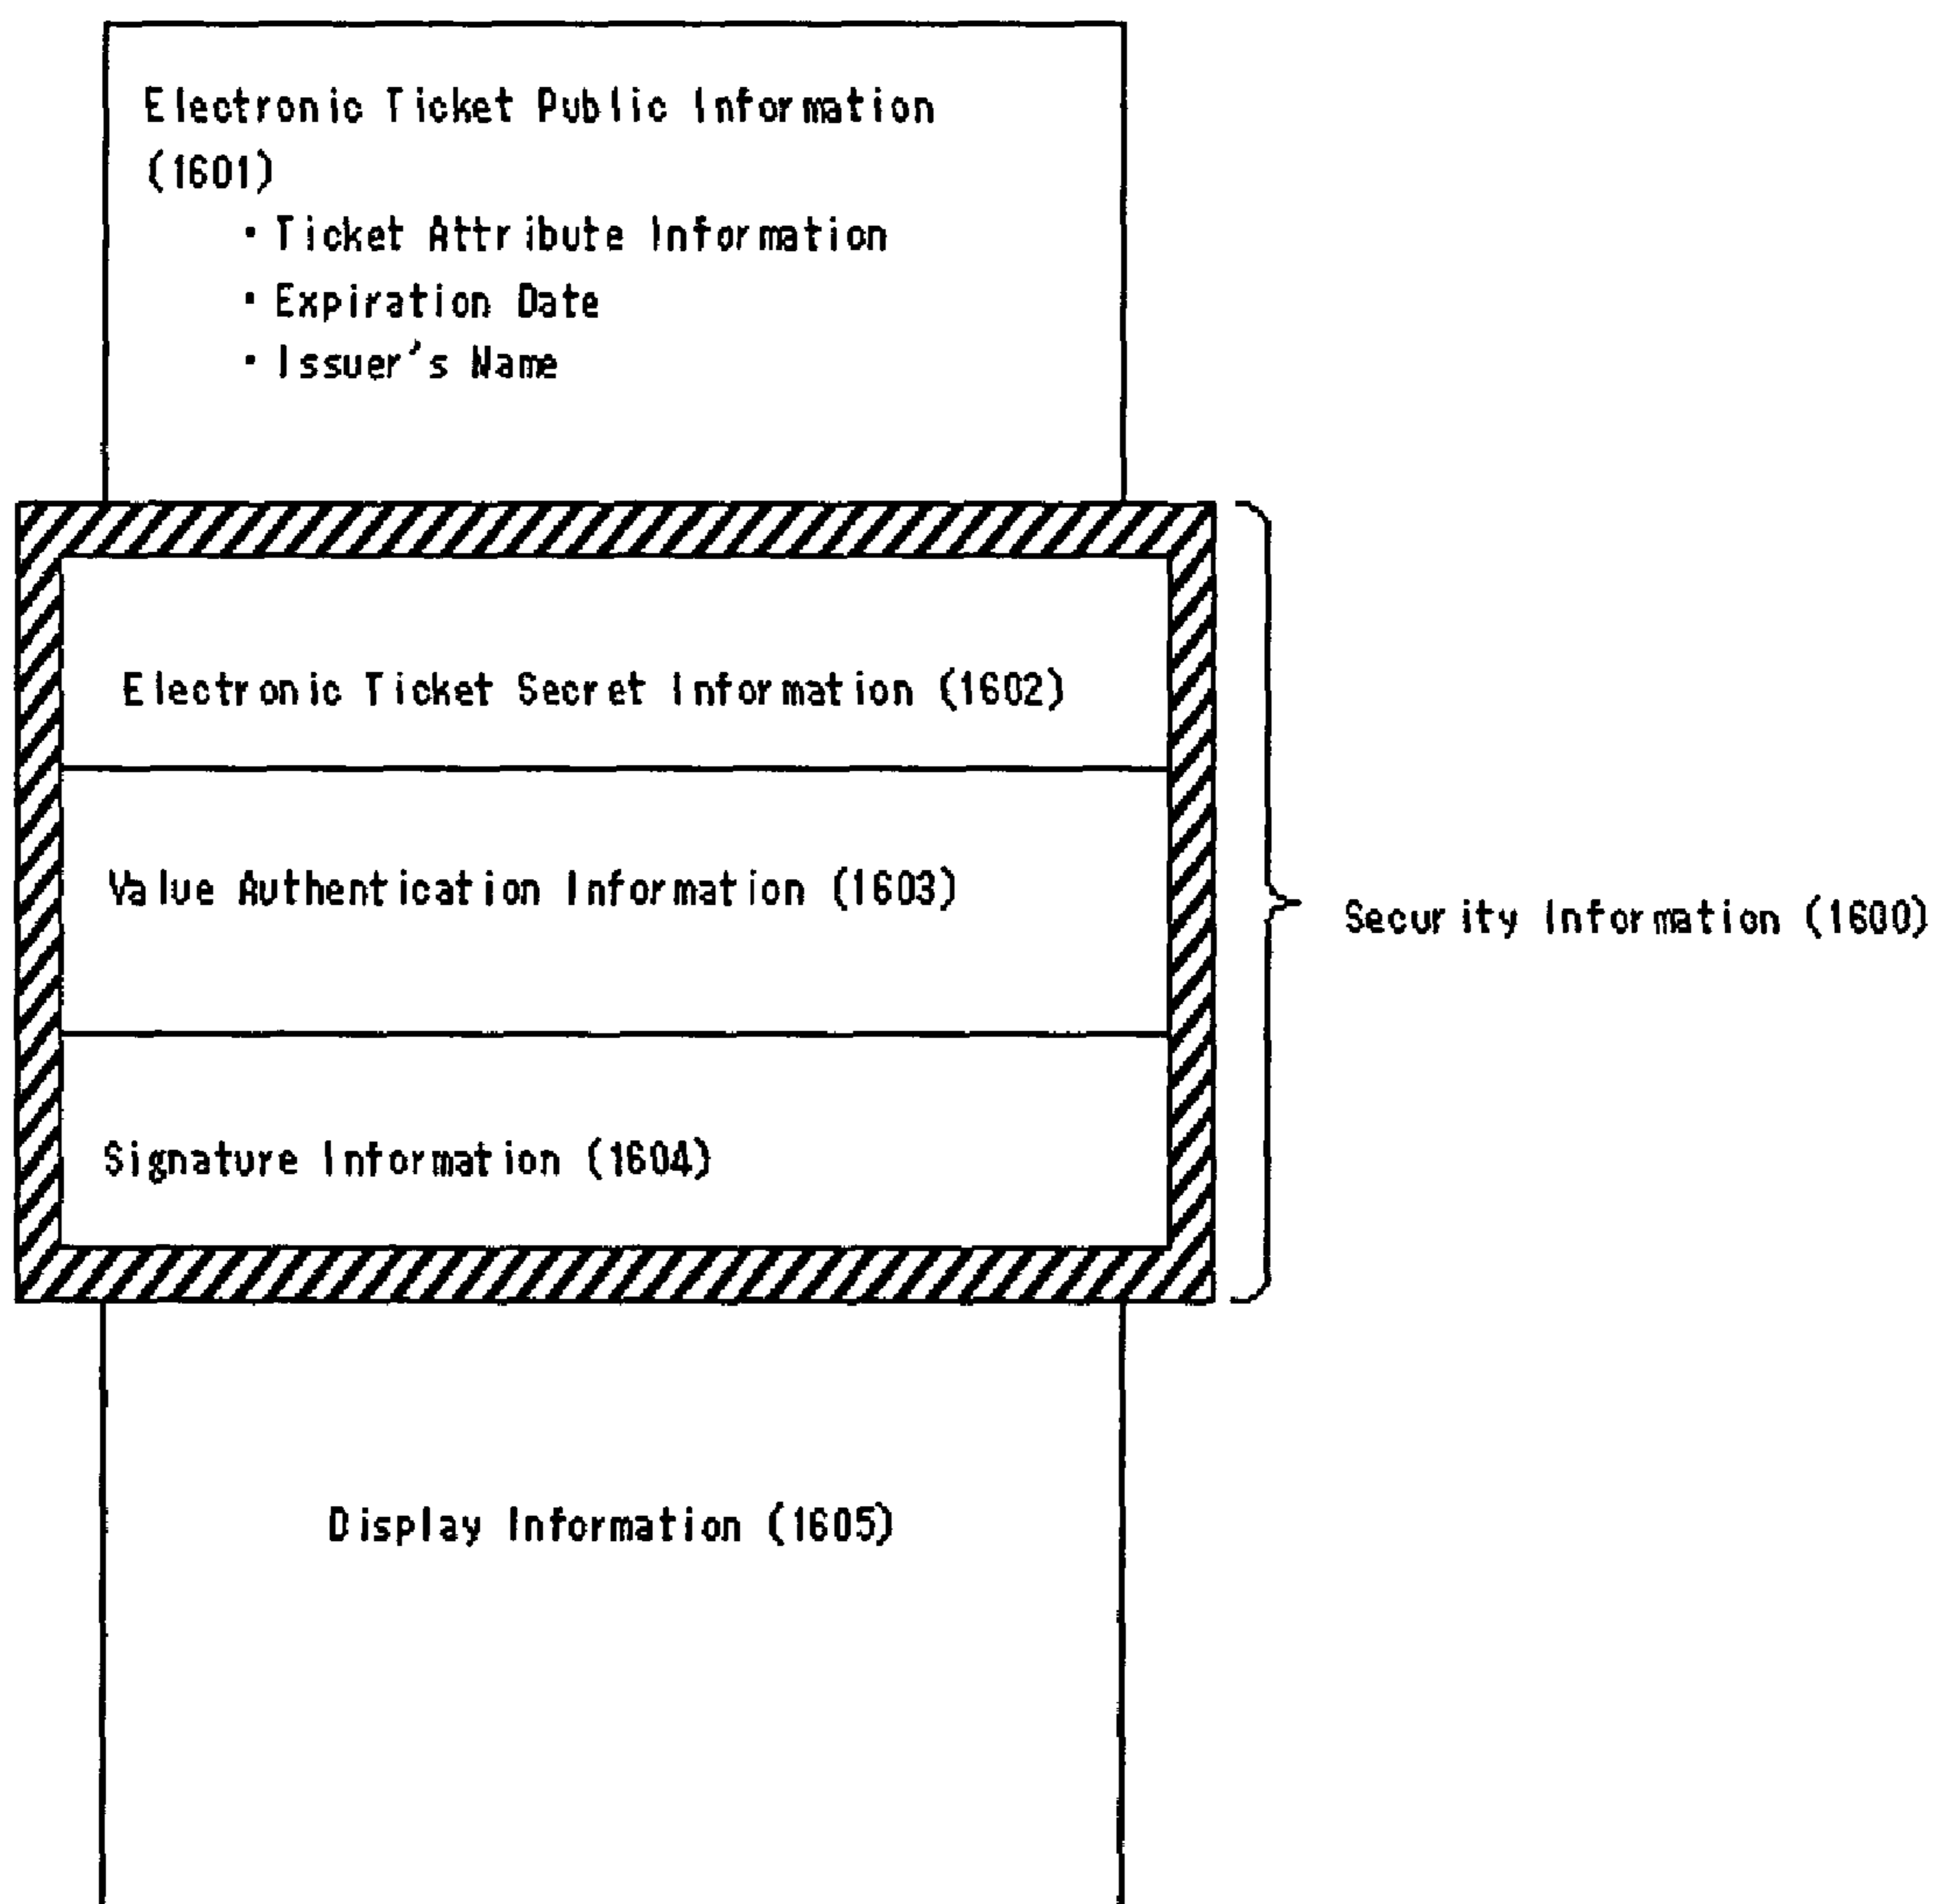 Electronic Ticket Public Information
(1601)
・Ticket Attribute Information
・Expiration Date
・Issuer's Name
Electronic Ticket Secret Information (1602)
Value Authentication Information (1603)
Security Information (1600)
Signature Information (1604)
Display Information (1605)